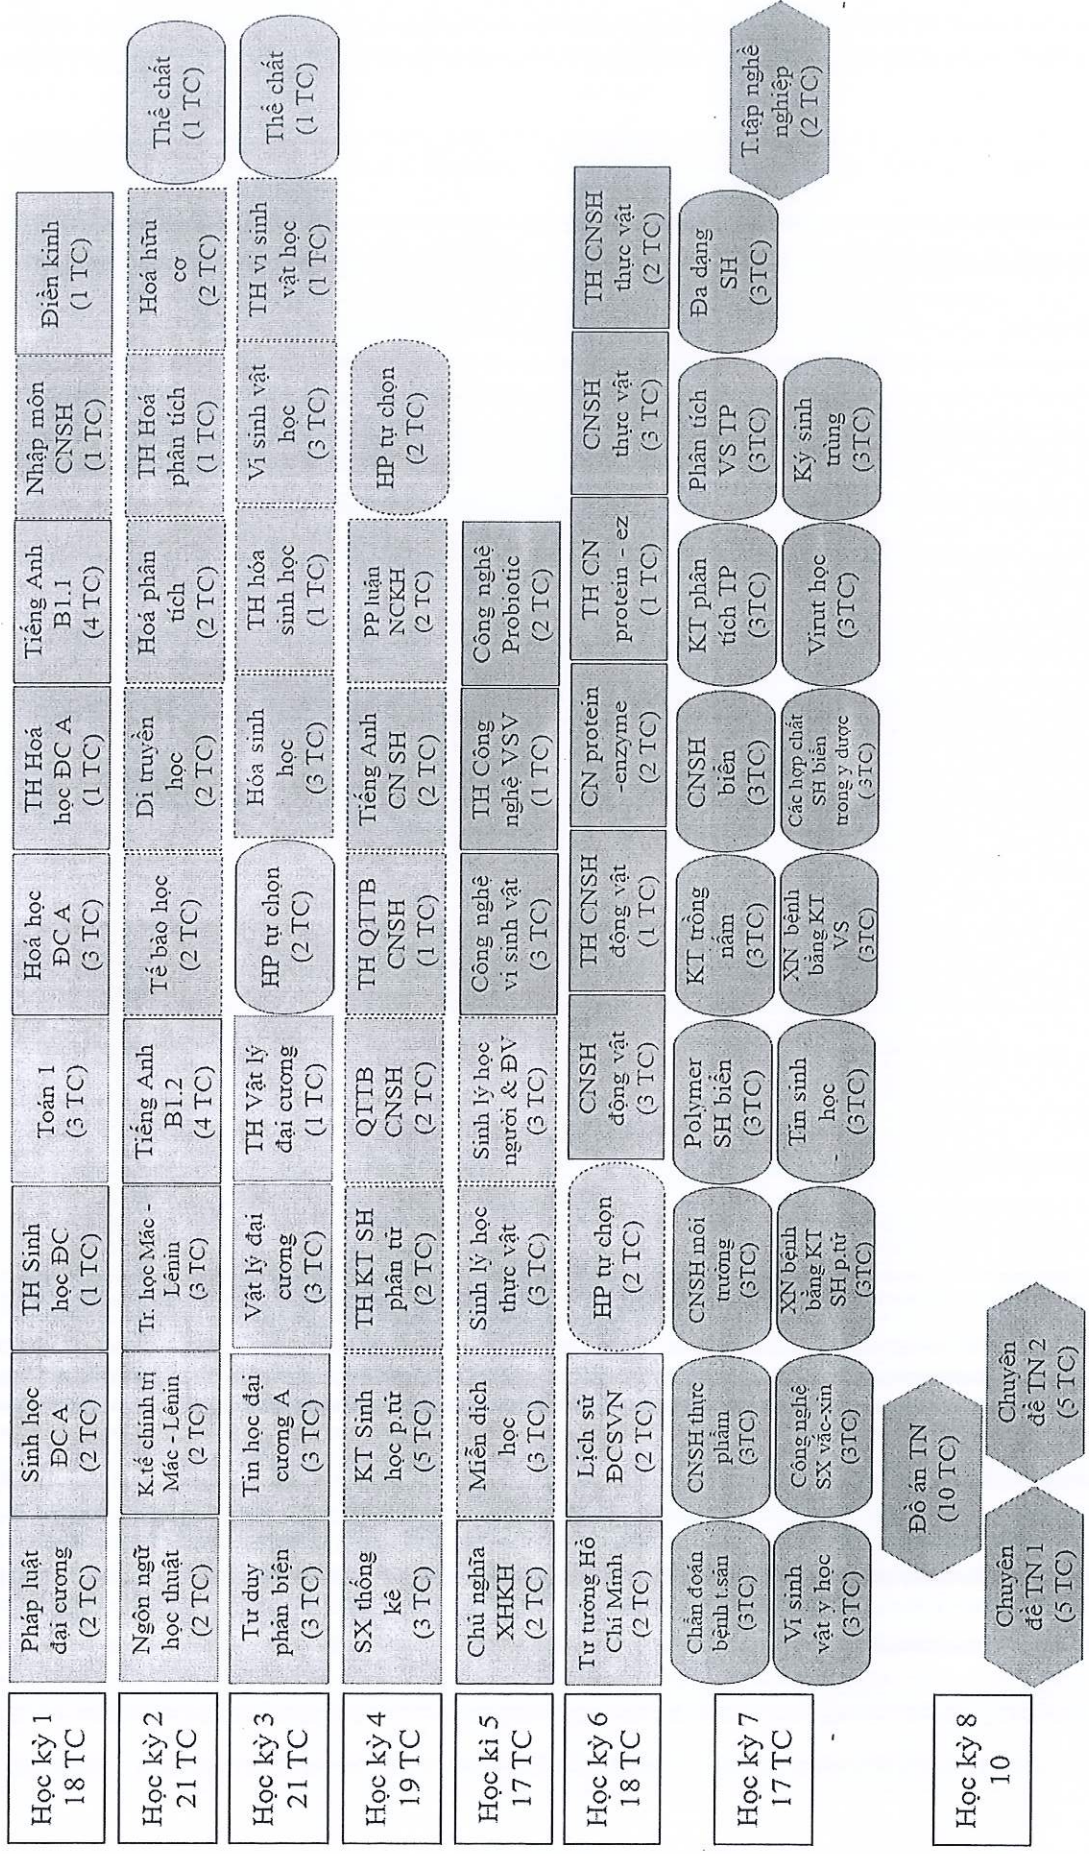 Học kỳ 1
18 TC
Pháp luật
đại cương
(2 TC)
Sinh học
ĐC A
(2 TC)
TH Sinh
học ĐC
(1 TC)
Toán 1
(3 TC)
Hoá học
ĐC A
(3 TC)
TH Hoá
học ĐC A
(1 TC)
Tiếng Anh
B1.1
(4 TC)
Nhập môn
CNSH
(1 TC)
Điền kinh
(1 TC)
Học kỳ 2
21 TC
Ngôn ngữ
học thuật
(2 TC)
K.tế chính trị
Mác - Lênin
(2 TC)
Tr. học Mác -
Lênin
(3 TC)
Tiếng Anh
B1.2
(4 TC)
Tế bào học
(2 TC)
Di truyền
học
(2 TC)
Hoá phân
tích
(2 TC)
TH Hoá
phân tích
(1 TC)
Hoá hữu
cơ
(2 TC)
Thể chất
(1 TC)
Học kỳ 3
21 TC
Tư duy
phản biện
(3 TC)
Tin học đại
cương A
(3 TC)
Vật lý đại
cương
(3 TC)
TH Vật lý
đại cương
(1 TC)
HP tự chọn
(2 TC)
Hóa sinh
học
(3 TC)
TH hóa
sinh học
(1 TC)
Vi sinh vật
học
(3 TC)
TH vi sinh
vật học
(1 TC)
Thể chất
(1 TC)
Học kỳ 4
19 TC
SX thống
kê
(3 TC)
KT Sinh
học p.tử
(5 TC)
TH KT SH
phân tử
(2 TC)
QTTB
CNSH
(2 TC)
TH QTTB
CNSH
(1 TC)
Tiếng Anh
CN SH
(2 TC)
PP luận
NCKH
(2 TC)
HP tự chọn
(2 TC)
Học kì 5
17 TC
Chủ nghĩa
XHKH
(2 TC)
Miễn dịch
học
(3 TC)
Sinh lý học
thực vật
(3 TC)
Sinh lý học
người & ĐV
(3 TC)
Công nghệ
vi sinh vật
(3 TC)
TH Công
nghệ VSV
(1 TC)
Công nghệ
Probiotic
(2 TC)
Học kỳ 6
18 TC
Tư tưởng Hồ
Chí Minh
(2 TC)
Lịch sử
ĐCSVN
(2 TC)
HP tự chọn
(2 TC)
CNSH
động vật
(3 TC)
TH CNSH
động vật
(1 TC)
CN protein
-enzyme
(2 TC)
TH CN
protein - ez
(1 TC)
CNSH
thực vật
(3 TC)
TH CNSH
thực vật
(2 TC)
Học kỳ 7
17 TC
Chẩn đoán
bệnh t.sản
(3TC)
CNSH thực
phẩm
(3TC)
CNSH môi
trường
(3TC)
Polymer
SH biển
(3TC)
KT trồng
nấm
(3TC)
CNSH
biển
(3TC)
KT phân
tích TP
(3TC)
Phân tích
VS TP
(3TC)
Đa dạng
SH
(3TC)
T.tập nghề
nghiệp
(2 TC)
Vi sinh
vật y học
(3TC)
Công nghệ
SX vắc-xin
(3TC)
XN bệnh
bằng KT
SH p.tử
(3TC)
Tin sinh
học
(3TC)
XN bệnh
bằng KT
VS
(3TC)
Các hợp chất
SH biển
trong y dược
(3TC)
Virut học
(3TC)
Ký sinh
trùng
(3TC)
Học kỳ 8
10
Đồ án TN
(10 TC)
Chuyên
đề TN 1
(5 TC)
Chuyên
đề TN 2
(5 TC)